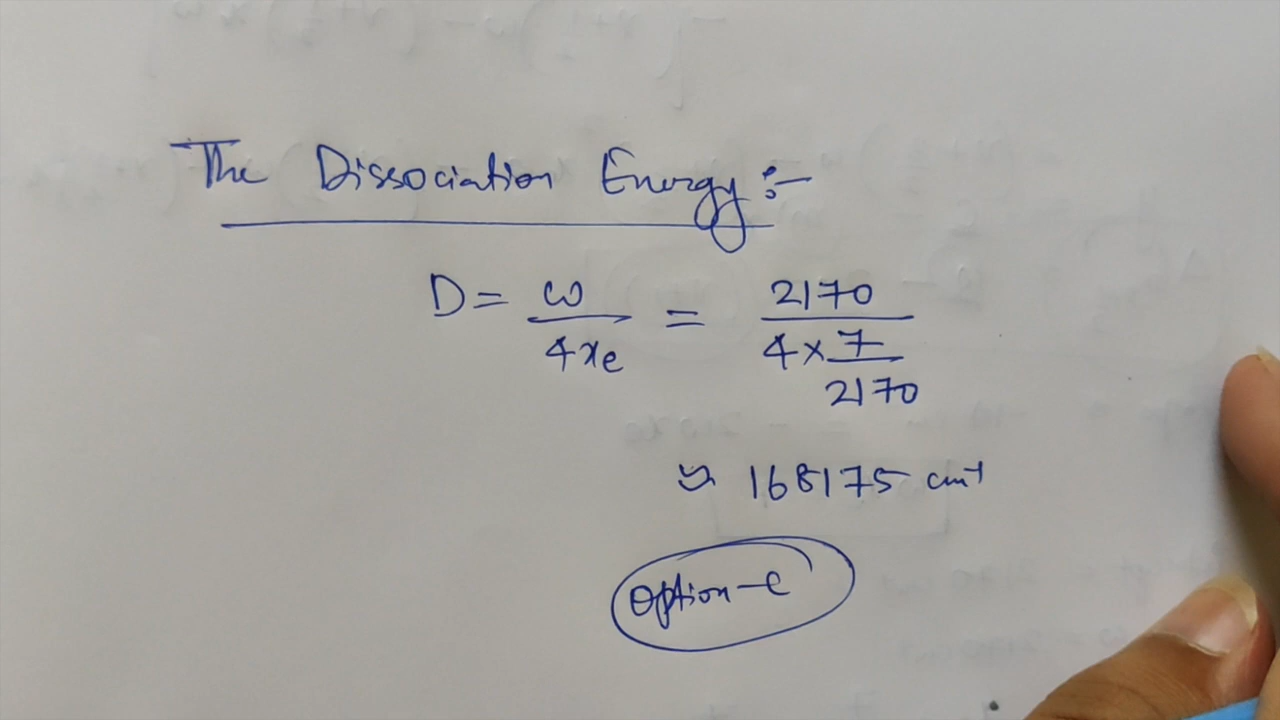 The Dissociation Energy :-
D = ω / 4xe = 2170 / 4 × 7 / 2170
≈ 168175 cm⁻¹
Option-C